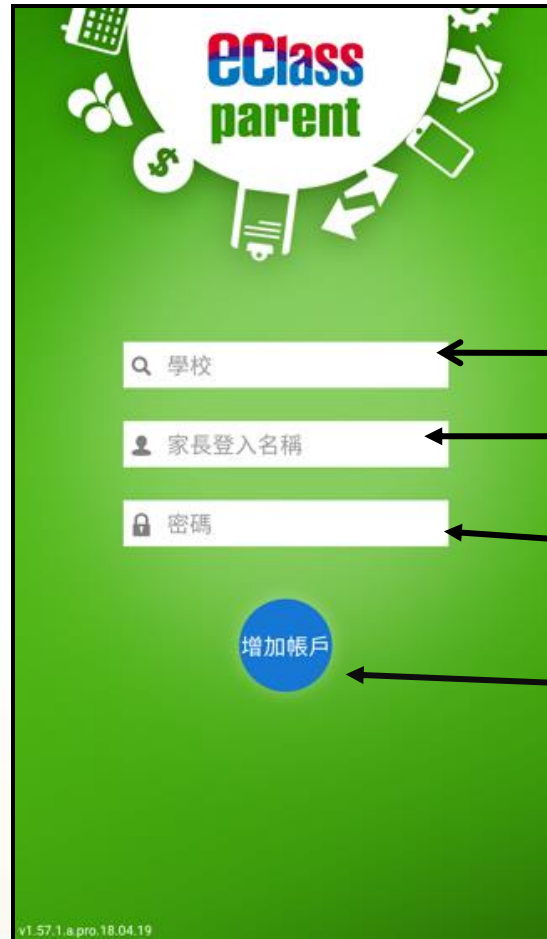 eClass
parent
$
學校
家長登入名稱
密碼
增加帳戶
v1.57.1.a.pro.18.04.19